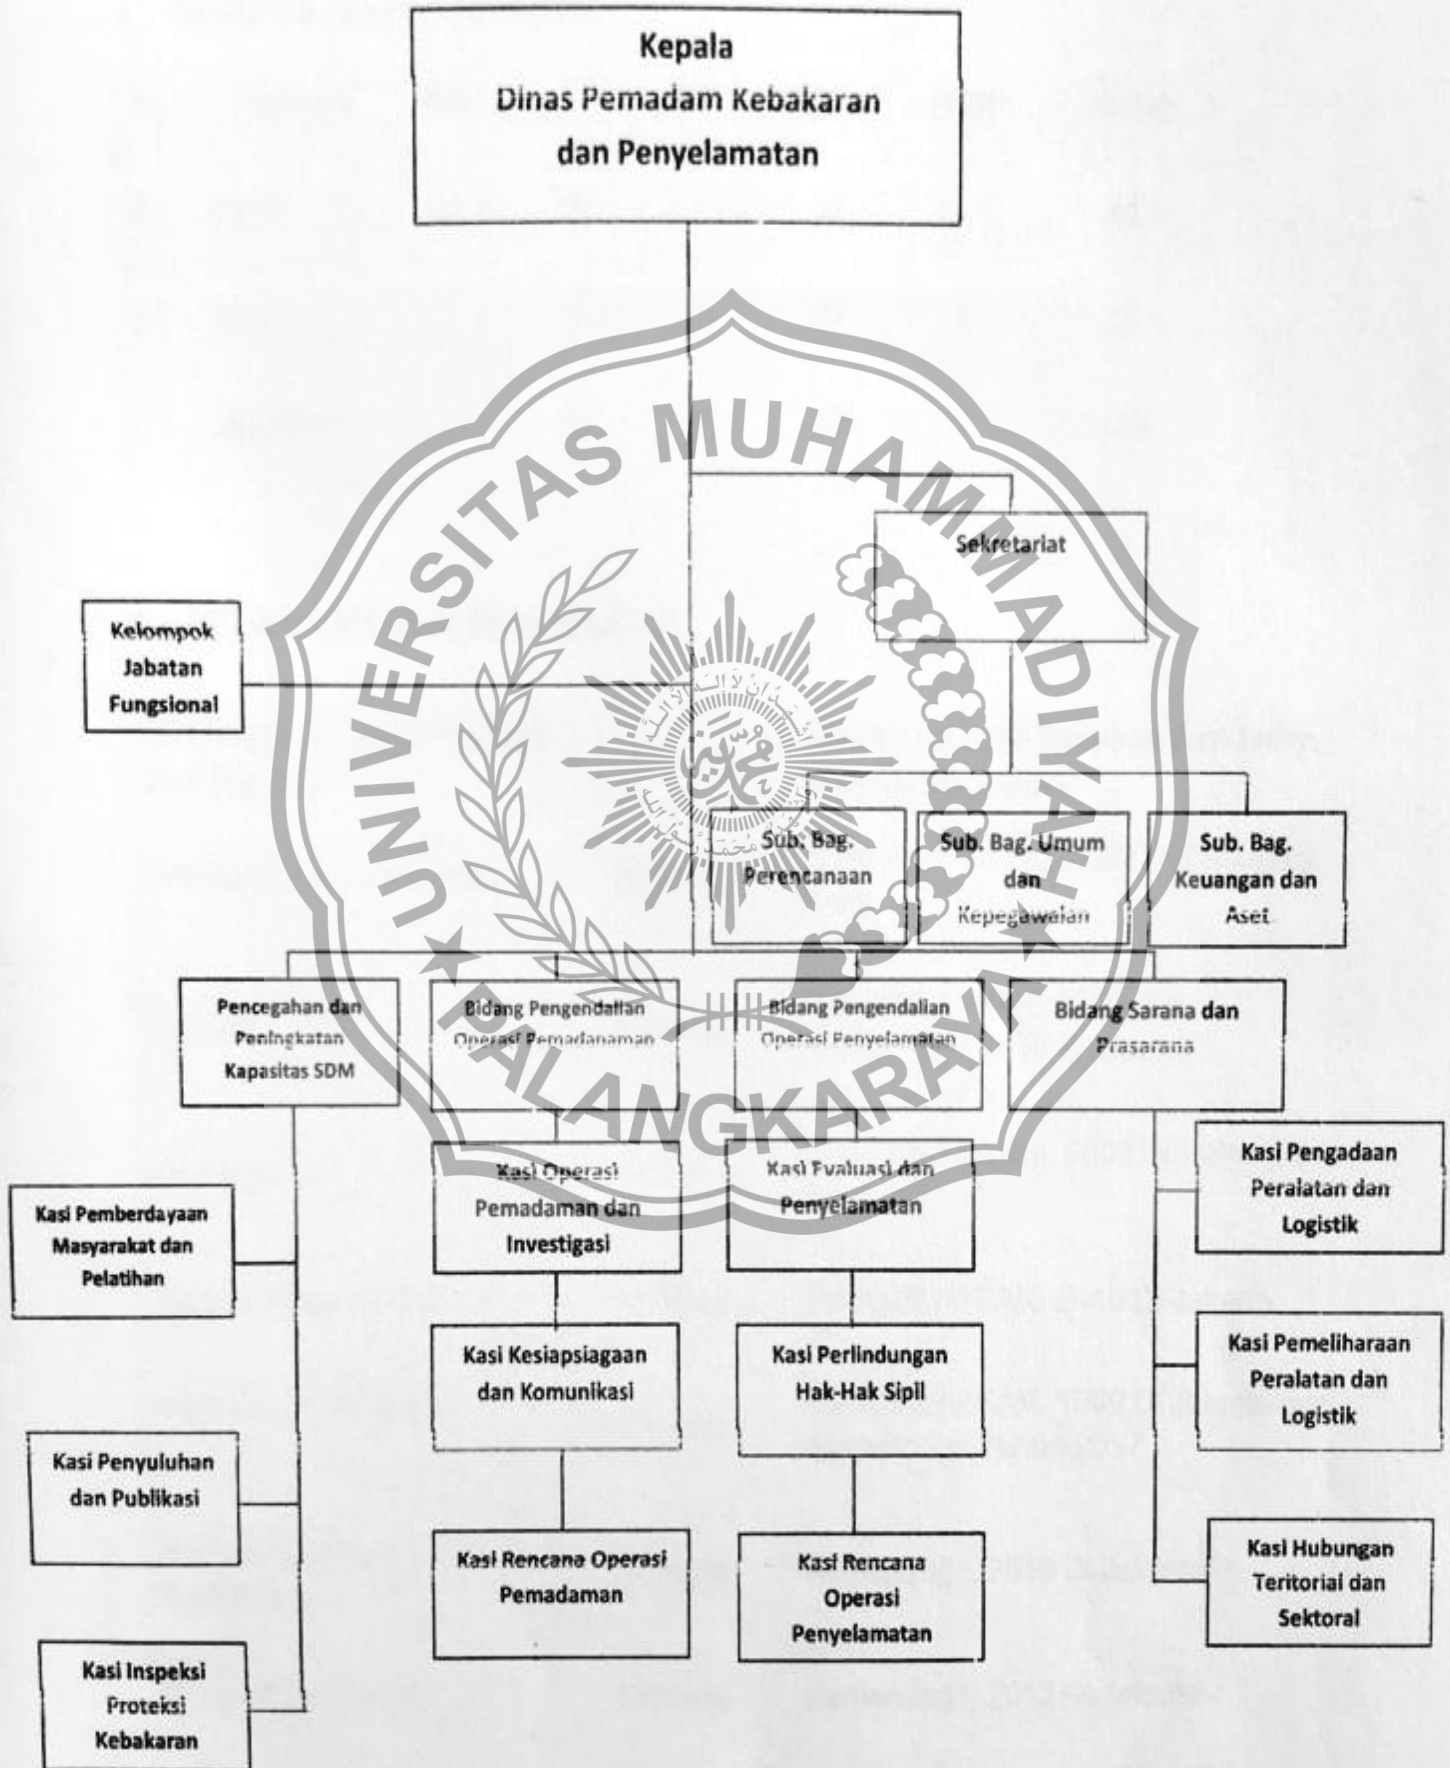 Kepala
Dinas Pemadam Kebakaran
dan Penyelamatan
UNIVERSITAS MUHAMMADIYAH
PALANGKARAYA
Sekretariat
Kelompok
Jabatan
Fungsional
Sub. Bag.
Perencanaan
Sub. Bag. Umum
dan
Kepegawaian
Sub. Bag.
Keuangan dan
Aset
Pencegahan dan
Peningkatan
Kapasitas SDM
Bidang Pengendalian
Operasi Pemadanaman
Bidang Pengendalian
Operasi Penyelamatan
Bidang Sarana dan
Prasarana
Kasi Pemberdayaan
Masyarakat dan
Pelatihan
Kasi Operasi
Pemadaman dan
Investigasi
Kasi Evaluasi dan
Penyelamatan
Kasi Pengadaan
Peralatan dan
Logistik
Kasi Kesiapsiagaan
dan Komunikasi
Kasi Perlindungan
Hak-Hak Sipil
Kasi Pemeliharaan
Peralatan dan
Logistik
Kasi Penyuluhan
dan Publikasi
Kasi Rencana Operasi
Pemadaman
Kasi Rencana
Operasi
Penyelamatan
Kasi Hubungan
Teritorial dan
Sektoral
Kasi Inspeksi
Proteksi
Kebakaran